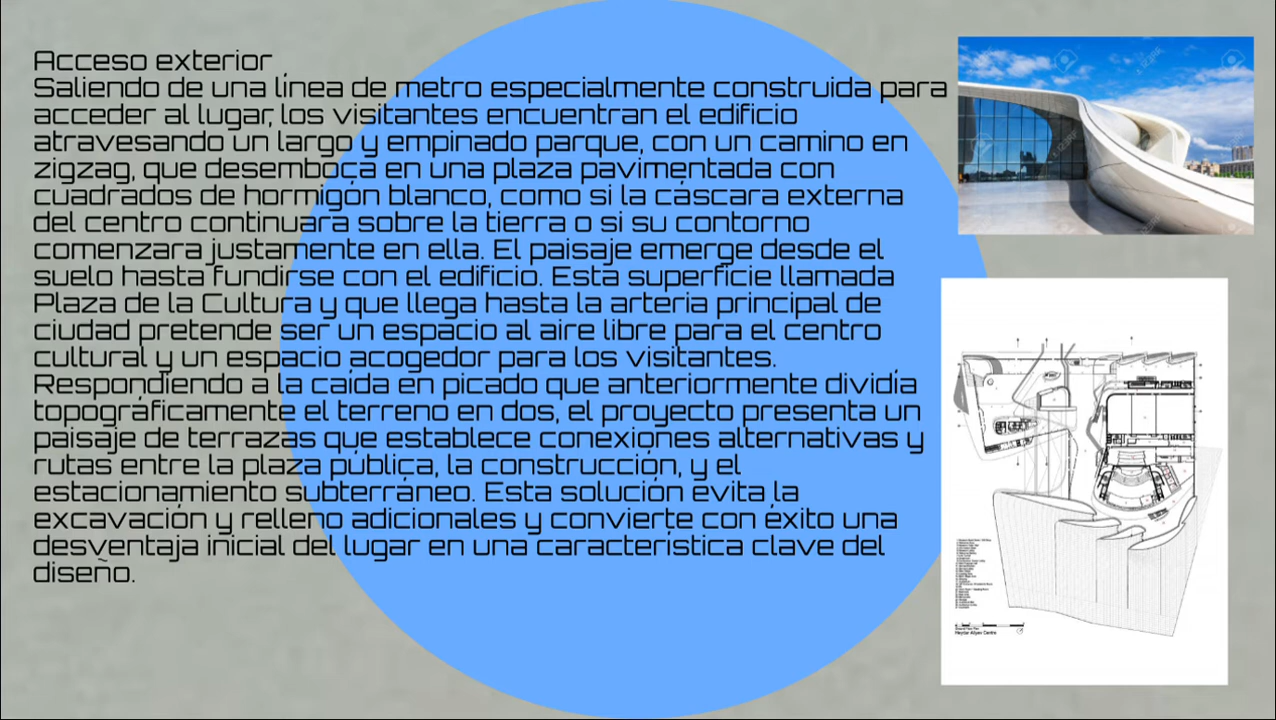 Acceso exterior
Saliendo de una línea de metro especialmente construida para
acceder al lugar, los visitantes encuentran el edificio
atravesando un largo y empinado parque, con un camino en
zigzag, que desemboca en una plaza pavimentada con
cuadrados de hormigón blanco, como si la cáscara externa
del centro continuara sobre la tierra o si su contorno
comenzara justamente en ella. El paisaje emerge desde el
suelo hasta fundirse con el edificio. Esta superficie llamada
Plaza de la Cultura y que llega hasta la arteria principal de
ciudad pretende ser un espacio al aire libre para el centro
cultural y un espacio acogedor para los visitantes.
Respondiendo a la caída en picado que anteriormente dividía
topográficamente el terreno en dos, el proyecto presenta un
paisaje de terrazas que establece conexiones alternativas y
rutas entre la plaza pública, la construcción, y el
estacionamiento subterráneo. Esta solución evita la
excavación y relleno adicionales y convierte con éxito una
desventaja inicial del lugar en una característica clave del
diseño.
Heydar Aliyev Centre